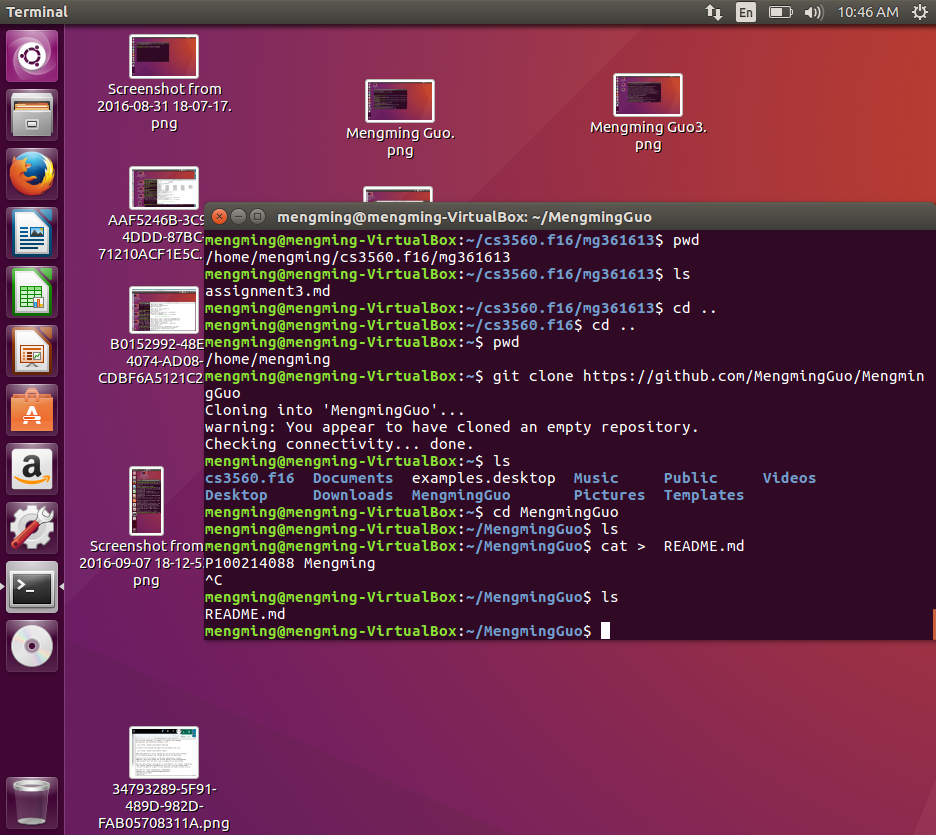 Terminal
En
10:46 AM
Screenshot from
2016-08-31 18-07-17.
png
Mengming Guo.
png
Mengming Guo3.
png
AAF5246B-3C9
4DDD-87BC-
71210ACF1E5C.
B0152992-48E
4074-AD08-
CDBF6A5121C2
Screenshot from
2016-09-07 18-12-5
png
34793289-5F91-
489D-982D-
FAB05708311A.png
mengming@mengming-VirtualBox: ~/MengmingGuo
mengming@mengming-VirtualBox:~/cs3560.f16/mg361613$ pwd
/home/mengming/cs3560.f16/mg361613
mengming@mengming-VirtualBox:~/cs3560.f16/mg361613$ ls
assignment3.md
mengming@mengming-VirtualBox:~/cs3560.f16/mg361613$ cd ..
mengming@mengming-VirtualBox:~/cs3560.f16$ cd ..
mengming@mengming-VirtualBox:~$ pwd
/home/mengming
mengming@mengming-VirtualBox:~$ git clone https://github.com/MengmingGuo/Mengmin
gGuo
Cloning into 'MengmingGuo'...
warning: You appear to have cloned an empty repository.
Checking connectivity... done.
mengming@mengming-VirtualBox:~$ ls
cs3560.f16  Documents  examples.desktop  Music     Public     Videos
Desktop     Downloads  MengmingGuo       Pictures  Templates
mengming@mengming-VirtualBox:~$ cd MengmingGuo
mengming@mengming-VirtualBox:~/MengmingGuo$ ls
mengming@mengming-VirtualBox:~/MengmingGuo$ cat >  README.md
P100214088 Mengming
^C
mengming@mengming-VirtualBox:~/MengmingGuo$ ls
README.md
mengming@mengming-VirtualBox:~/MengmingGuo$